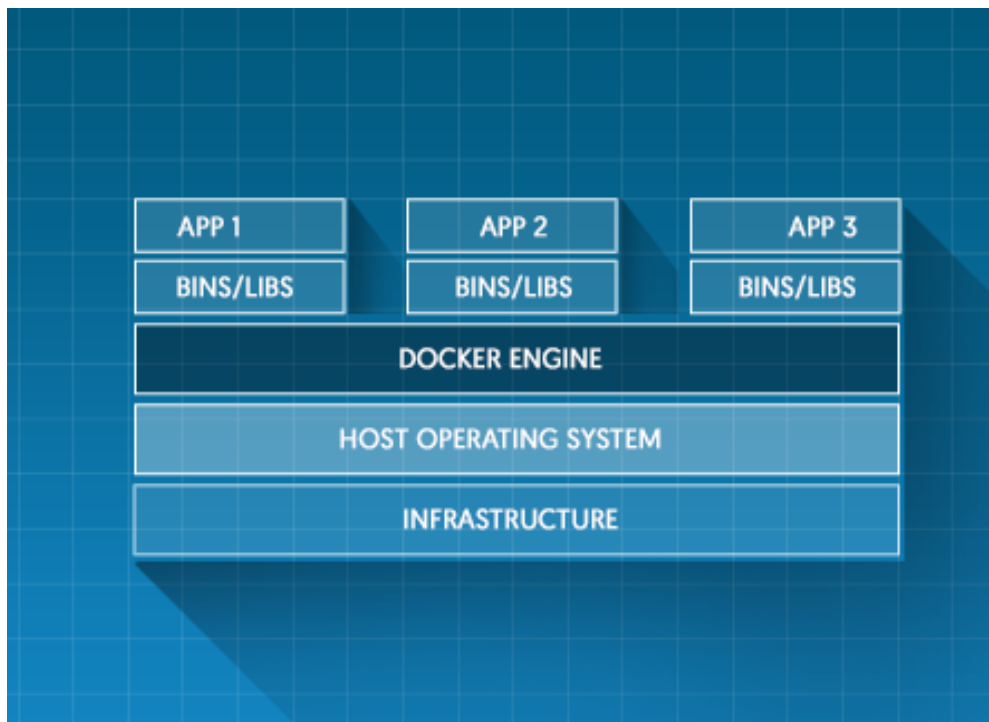 APP 1
APP 2
APP 3
BINS/LIBS
BINS/LIBS
BINS/LIBS
DOCKER ENGINE
HOST OPERATING SYSTEM
INFRASTRUCTURE